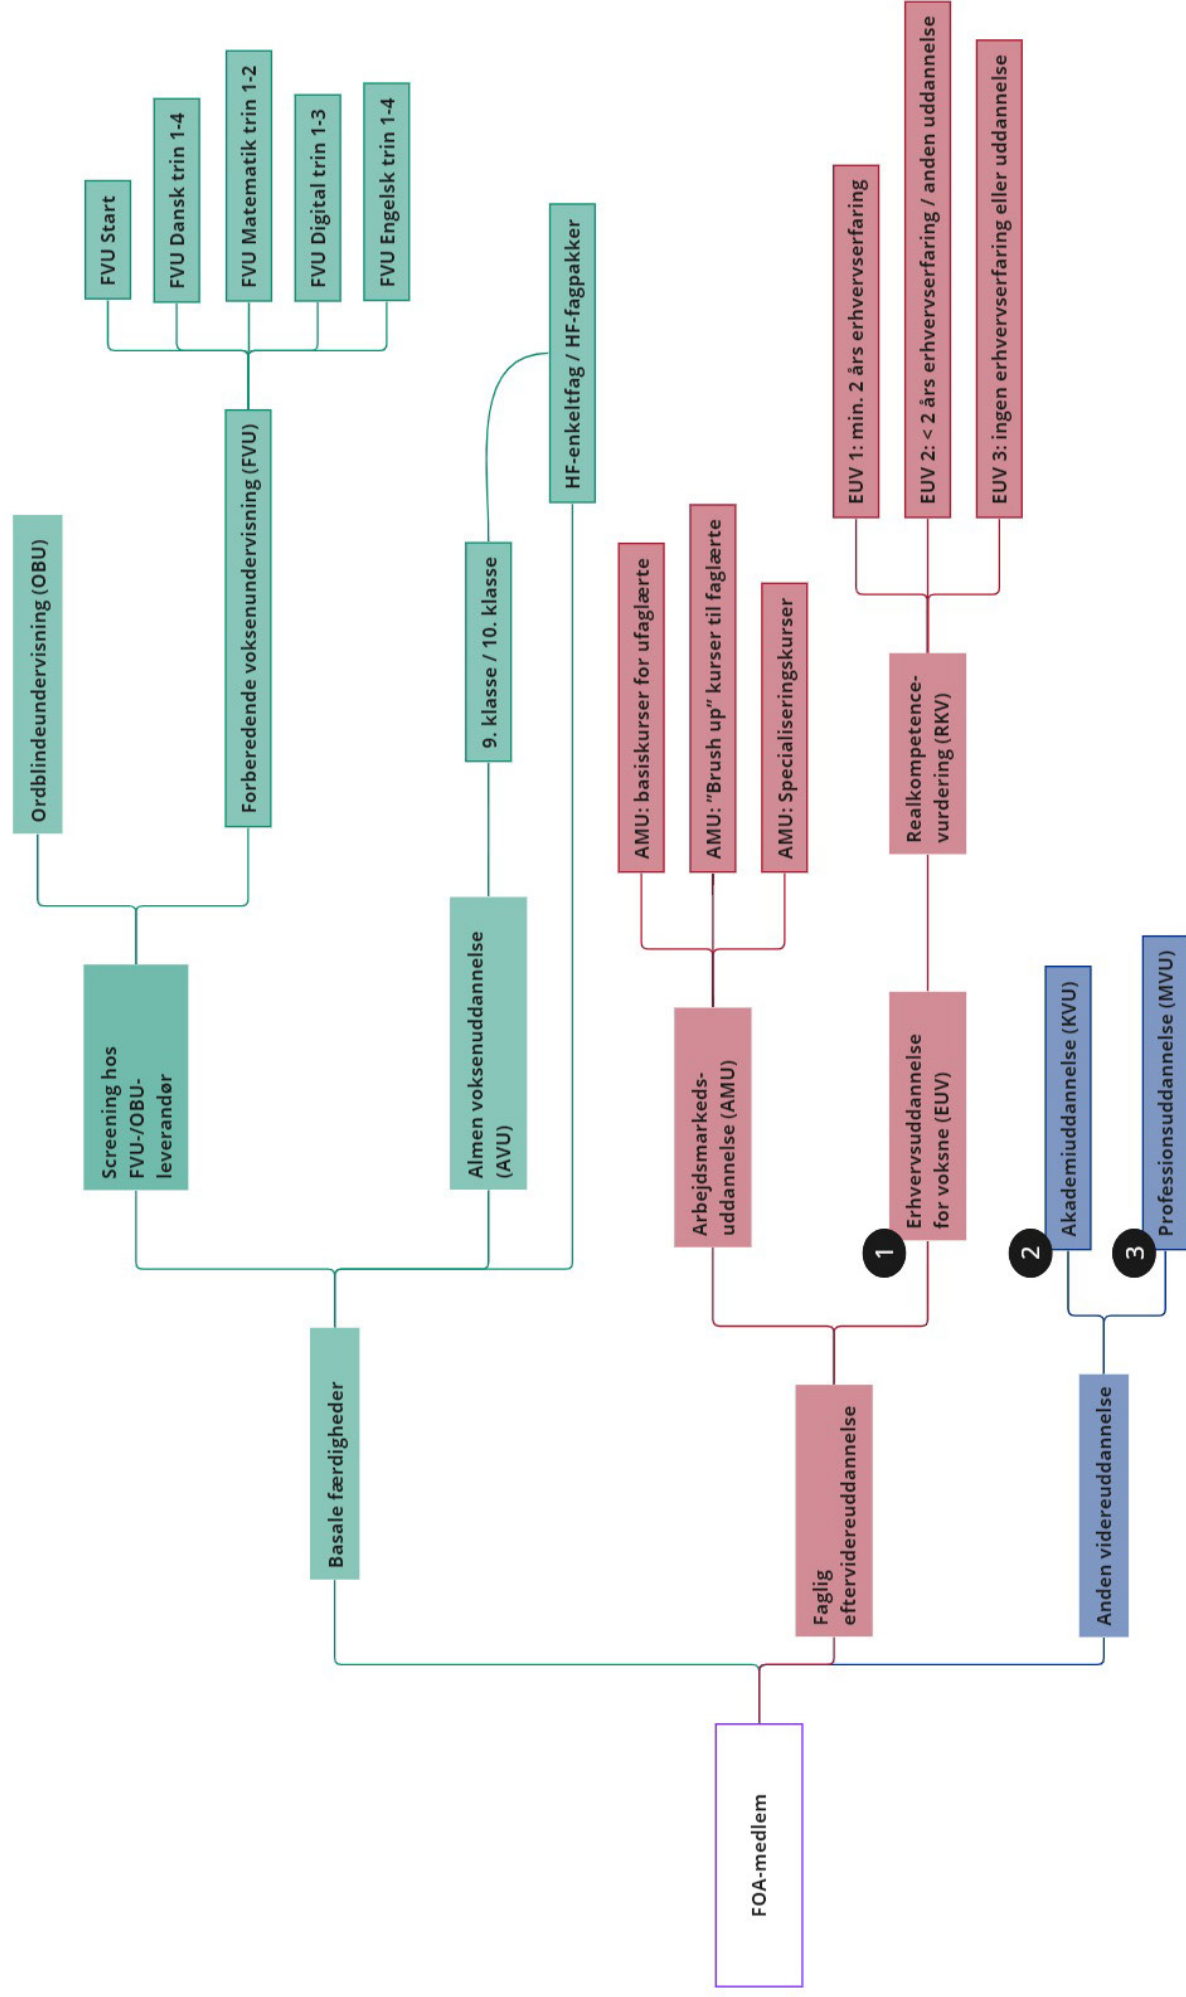 FOA-medlem
Basale færdigheder
Screening hos
FVU-/OBU-
leverandør
Ordblindeundervisning (OBU)
Forberedende voksenundervisning (FVU)
FVU Start
FVU Dansk trin 1-4
FVU Matematik trin 1-2
FVU Digital trin 1-3
FVU Engelsk trin 1-4
Almen voksenuddannelse
(AVU)
9. klasse / 10. klasse
HF-enkeltfag / HF-fagpakker
Faglig
eftervidereuddannelse
Arbejdsmarkeds-
uddannelse (AMU)
AMU: basiskurser for ufaglærte
AMU: ”Brush up” kurser til faglærte
AMU: Specialiseringskurser
1
Erhvervsuddannelse
for voksne (EUV)
Realkompetence-
vurdering (RKV)
EUV 1: min. 2 års erhvervserfaring
EUV 2: < 2 års erhvervserfaring / anden uddannelse
EUV 3: ingen erhvervserfaring eller uddannelse
Anden videreuddannelse
2
Akademiuddannelse (KVU)
3
Professionsuddannelse (MVU)